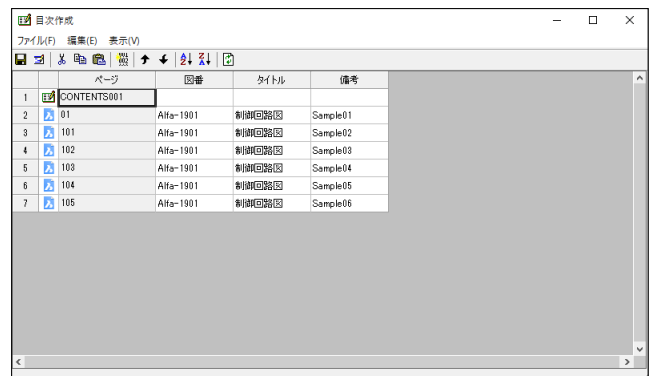 目次作成
ファイル(F) 編集(E) 表示(V)
ページ 図番 タイトル 備考
1 CONTENTS001
2 01 Alfa-1901 制御回路図 Sample01
3 101 Alfa-1901 制御回路図 Sample02
4 102 Alfa-1901 制御回路図 Sample03
5 103 Alfa-1901 制御回路図 Sample04
6 104 Alfa-1901 制御回路図 Sample05
7 105 Alfa-1901 制御回路図 Sample06